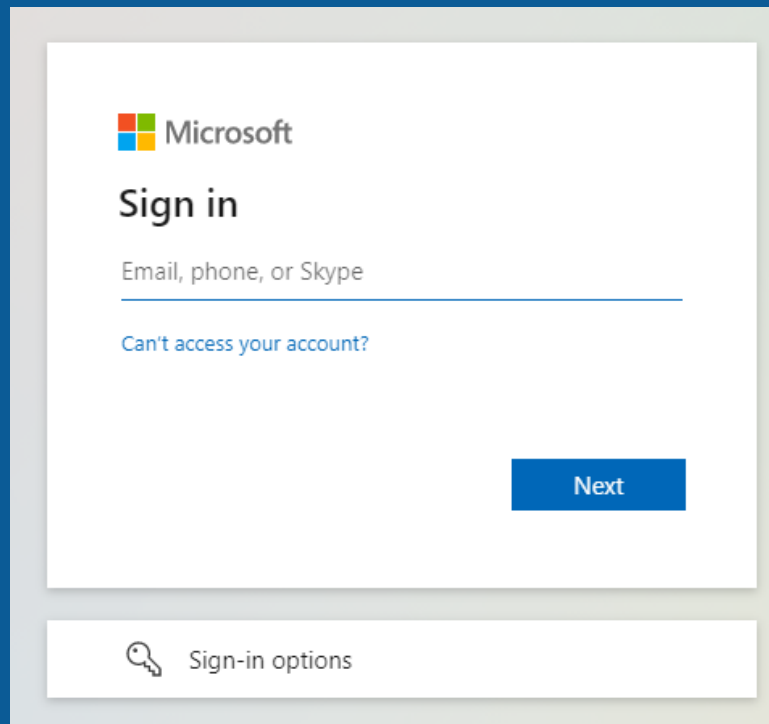 Microsoft
Sign in
Email, phone, or Skype
Can't access your account?
Next
Sign-in options